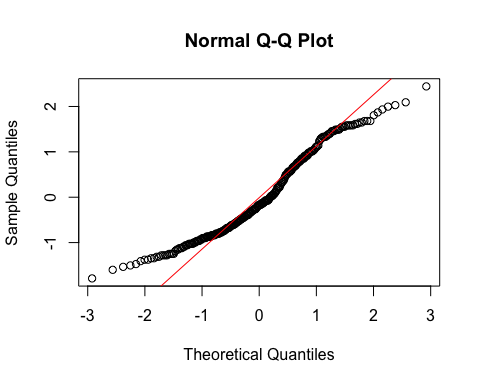 Normal Q-Q Plot
Sample Quantiles
2
1
0
-1
-3 -2 -1 0 1 2 3
Theoretical Quantiles